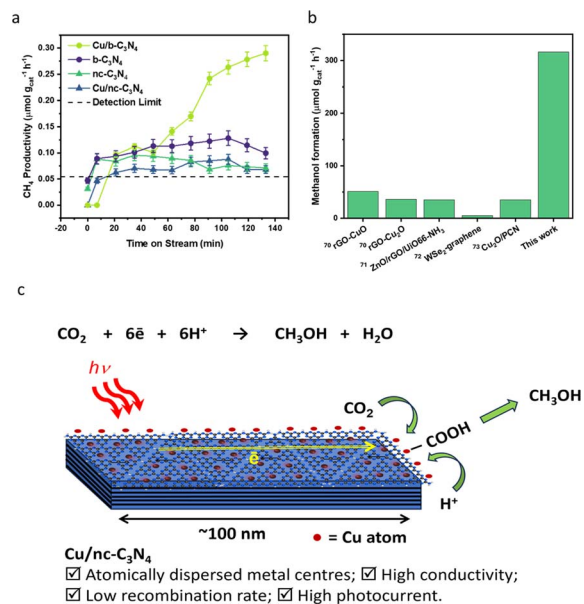 a
Cu/b-C₃N₄
b-C₃N₄
nc-C₃N₄
Cu/nc-C₃N₄
Detection Limit
CH₄ Productivity (μmol g_cat⁻¹ h⁻¹)
0.30
0.25
0.20
0.15
0.10
0.05
0.00
0 20 40 60 80 100 120 140
Time on Stream (min)
b
Methanol formation (μmol g_cat⁻¹ h⁻¹)
300
200
100
0
⁷⁰ rGO-CuO
⁷⁰ rGO-Cu₂O
⁷¹ ZnO/rGO/UiO66-NH₃
⁷² WSe₂-graphene
⁷³ Cu₂O/PCN
This work
c
CO₂ + 6ē + 6H⁺ → CH₃OH + H₂O
hν
CO₂
CH₃OH
COOH
ē
H⁺
~100 nm
= Cu atom
Cu/nc-C₃N₄
☑ Atomically dispersed metal centres; ☑ High conductivity;
☑ Low recombination rate; ☑ High photocurrent.